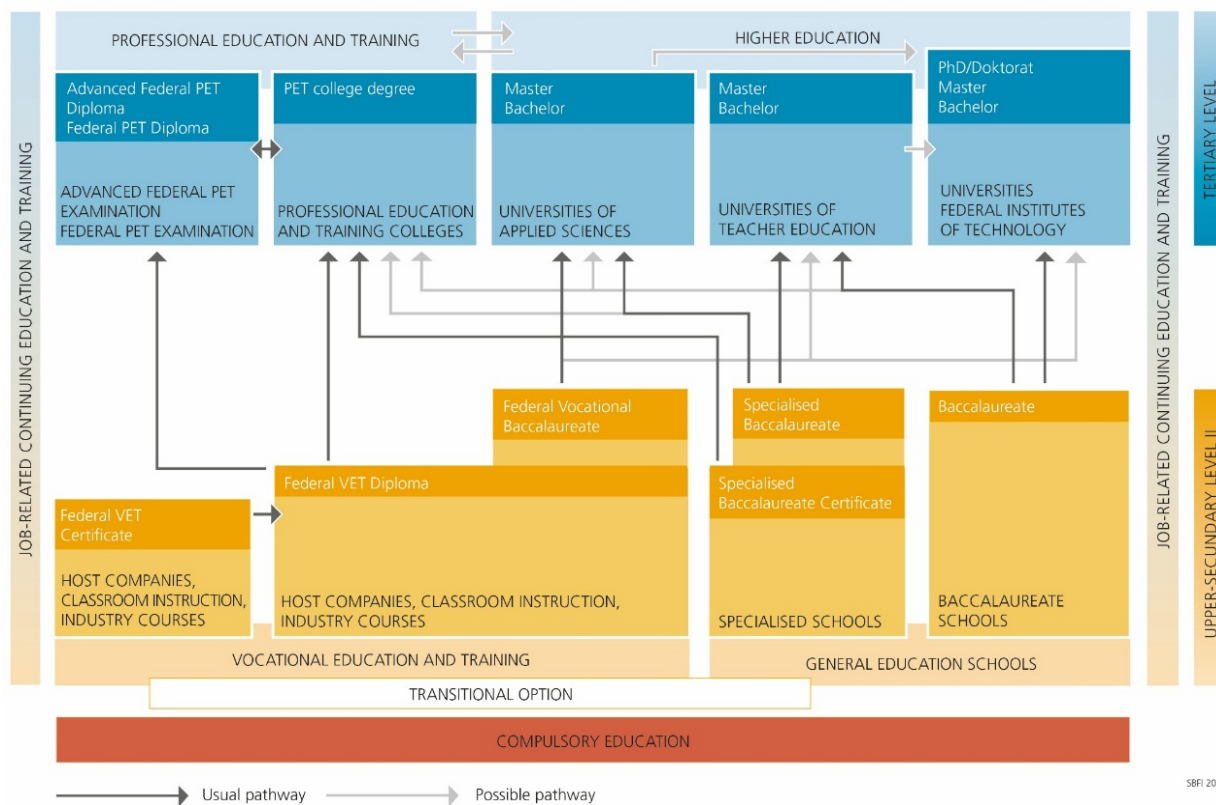 PROFESSIONAL EDUCATION AND TRAINING
HIGHER EDUCATION
JOB-RELATED CONTINUING EDUCATION AND TRAINING
Advanced Federal PET
Diploma
Federal PET Diploma
ADVANCED FEDERAL PET
EXAMINATION
FEDERAL PET EXAMINATION
PET college degree
PROFESSIONAL EDUCATION
AND TRAINING COLLEGES
Master
Bachelor
UNIVERSITIES OF
APPLIED SCIENCES
Master
Bachelor
UNIVERSITIES OF
TEACHER EDUCATION
PhD/Doktorat
Master
Bachelor
UNIVERSITIES
FEDERAL INSTITUTES
OF TECHNOLOGY
JOB-RELATED CONTINUING EDUCATION AND TRAINING
TERTIARY LEVEL
Federal Vocational
Baccalaureate
Specialised
Baccalaureate
Baccalaureate
Federal VET Diploma
Specialised
Baccalaureate Certificate
Federal VET
Certificate
HOST COMPANIES,
CLASSROOM INSTRUCTION,
INDUSTRY COURSES
HOST COMPANIES, CLASSROOM INSTRUCTION,
INDUSTRY COURSES
SPECIALISED SCHOOLS
BACCALAUREATE
SCHOOLS
UPPER-SECUNDARY LEVEL II
VOCATIONAL EDUCATION AND TRAINING
GENERAL EDUCATION SCHOOLS
TRANSITIONAL OPTION
COMPULSORY EDUCATION
Usual pathway
Possible pathway
SBFI 20